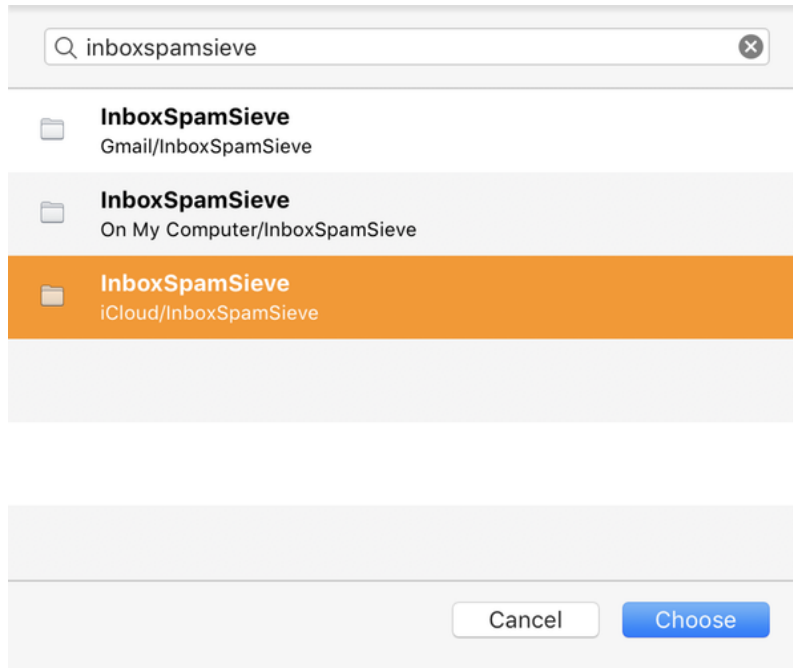 inboxspamsieve
InboxSpamSieve
Gmail/InboxSpamSieve
InboxSpamSieve
On My Computer/InboxSpamSieve
InboxSpamSieve
iCloud/InboxSpamSieve
Cancel
Choose